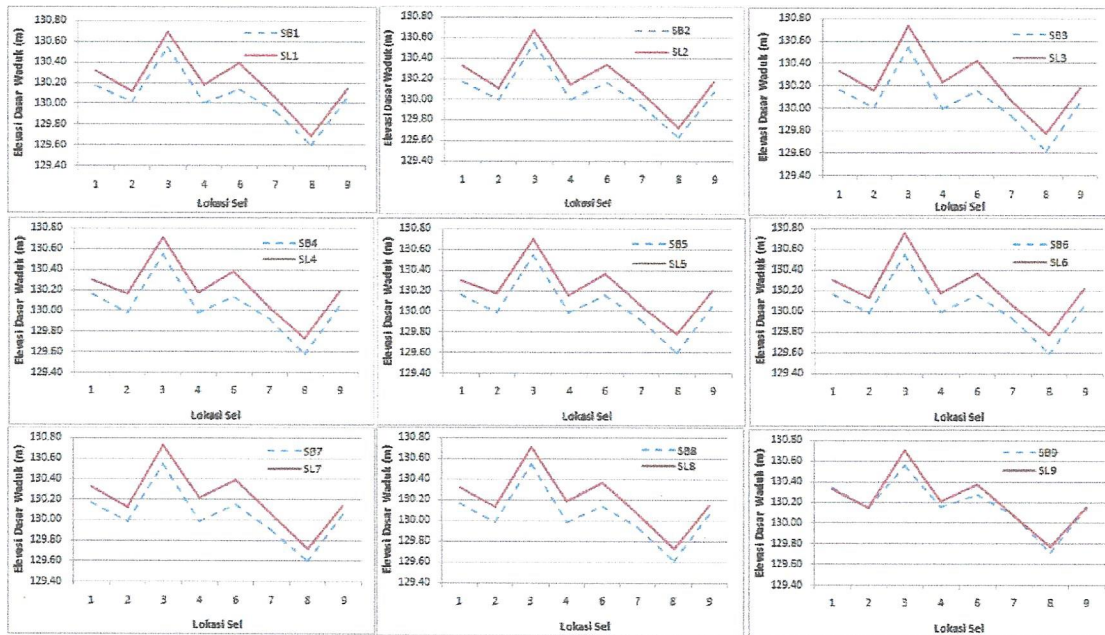 Elevasi Dasar Waduk (m)
130.80
130.60
130.40
130.20
130.00
129.80
129.60
129.40
SB1
SL1
1 2 3 4 6 7 8 9
Lokasi Sel
Elevasi Dasar Waduk (m)
130.80
130.60
130.40
130.20
130.00
129.80
129.60
129.40
SB2
SL2
1 2 3 4 6 7 8 9
Lokasi Sel
Elevasi Dasar Waduk (m)
130.80
130.60
130.40
130.20
130.00
129.80
129.60
129.40
SB3
SL3
1 2 3 4 6 7 8 9
Lokasi Sel
Elevasi Dasar Waduk (m)
130.80
130.60
130.40
130.20
130.00
129.80
129.60
129.40
SB4
SL4
1 2 3 4 6 7 8 9
Lokasi Sel
Elevasi Dasar Waduk (m)
130.80
130.60
130.40
130.20
130.00
129.80
129.60
129.40
SB5
SL5
1 2 3 4 6 7 8 9
Lokasi Sel
Elevasi Dasar Waduk (m)
130.80
130.60
130.40
130.20
130.00
129.80
129.60
129.40
SB6
SL6
1 2 3 4 6 7 8 9
Lokasi Sel
Elevasi Dasar Waduk (m)
130.80
130.60
130.40
130.20
130.00
129.80
129.60
129.40
SB7
SL7
1 2 3 4 6 7 8 9
Lokasi Sel
Elevasi Dasar Waduk (m)
130.80
130.60
130.40
130.20
130.00
129.80
129.60
129.40
SB8
SL8
1 2 3 4 6 7 8 9
Lokasi Sel
Elevasi Dasar Waduk (m)
130.80
130.60
130.40
130.20
130.00
129.80
129.60
129.40
SB9
SL9
1 2 3 4 6 7 8 9
Lokasi Sel